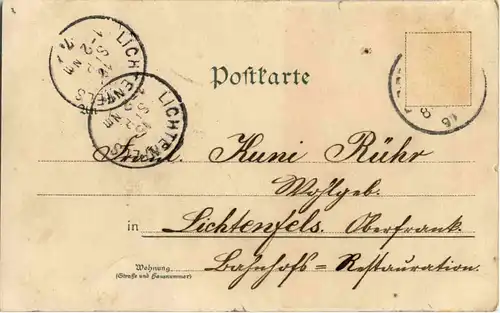 LICHTENFELS
Postkarte
LICHTENFELS
Fräul. Kuni Rühr
Wohlgeb.
in Lichtenfels. Oberfrank.
Wohnung
(Straße und Hausnummer)
Bahnhofs = Restauration.